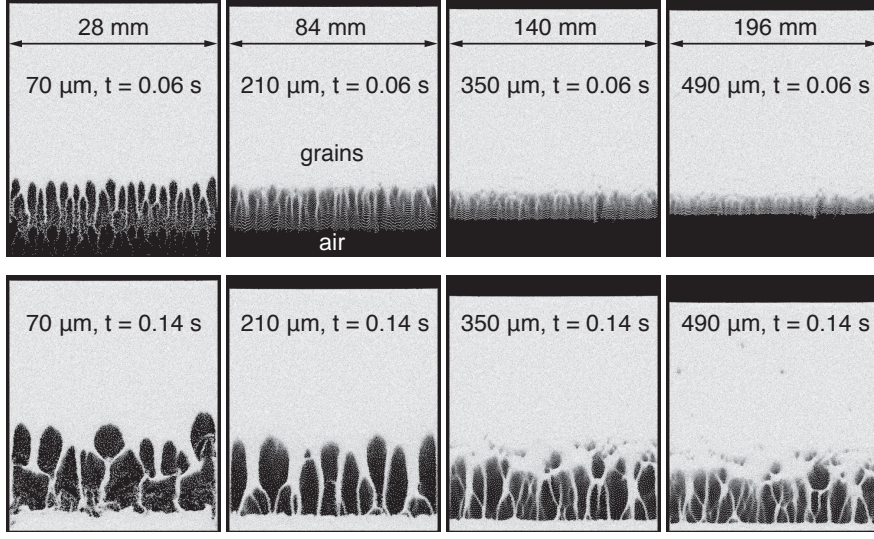 28 mm
84 mm
140 mm
196 mm
70 μm, t = 0.06 s
210 μm, t = 0.06 s
350 μm, t = 0.06 s
490 μm, t = 0.06 s
grains
air
70 μm, t = 0.14 s
210 μm, t = 0.14 s
350 μm, t = 0.14 s
490 μm, t = 0.14 s